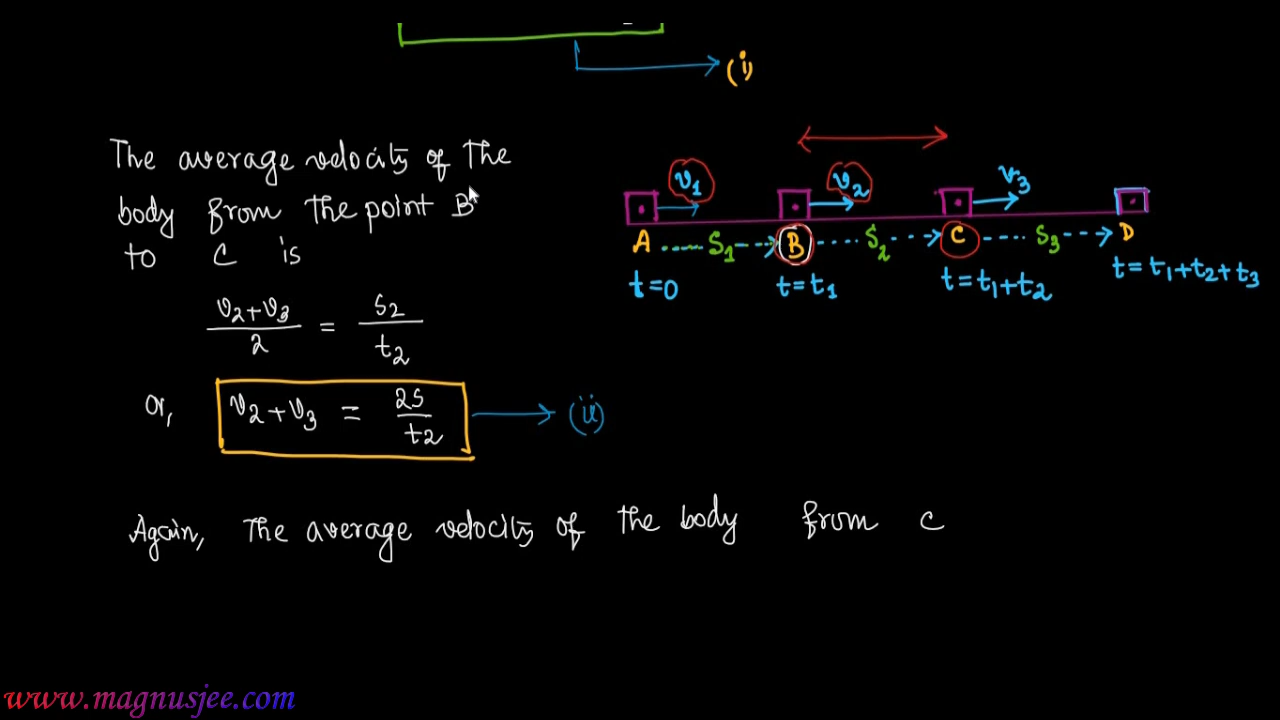 (i)
The average velocity of the
body from the point B
to C is
v2+v3 / 2 = S2 / t2
Or, v2+v3 = 2S / t2 (ii)
Again, the average velocity of the body from C
v1 v2 v3
A S1 B S2 C S3 D
t=0 t=t1 t=t1+t2 t=t1+t2+t3
www.magnusjee.com